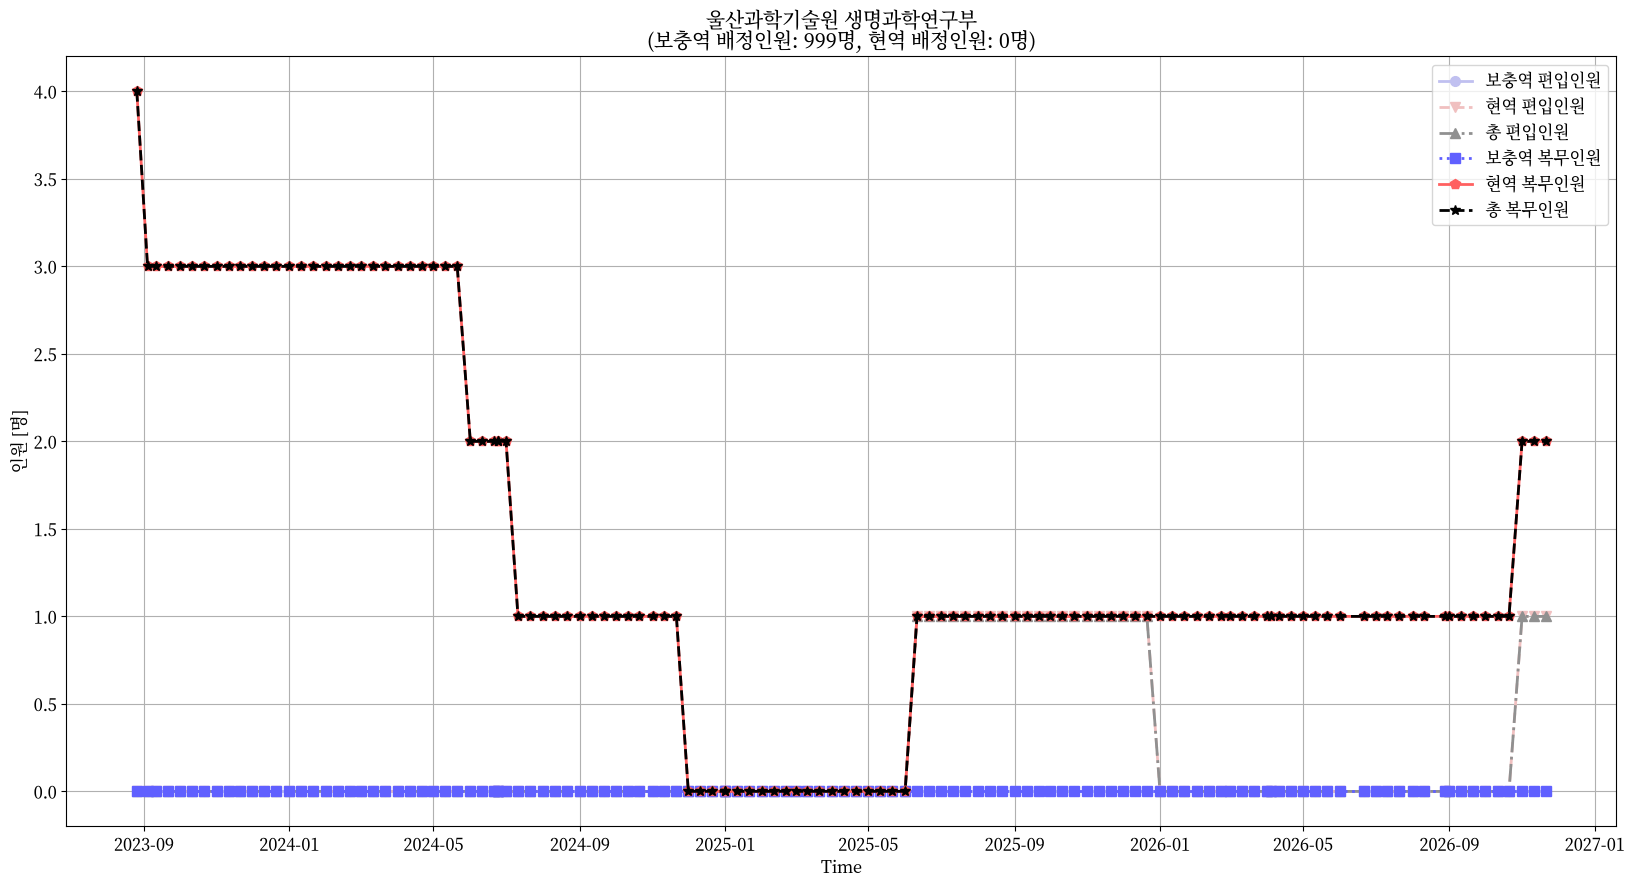 울산과학기술원 생명과학연구부
(보충역 배정인원: 999명, 현역 배정인원: 0명)
보충역 편입인원
현역 편입인원
총 편입인원
보충역 복무인원
현역 복무인원
총 복무인원
인원 [명]
4.0
3.5
3.0
2.5
2.0
1.5
1.0
0.5
0.0
2023-09
2024-01
2024-05
2024-09
2025-01
2025-05
2025-09
2026-01
2026-05
2026-09
2027-01
Time